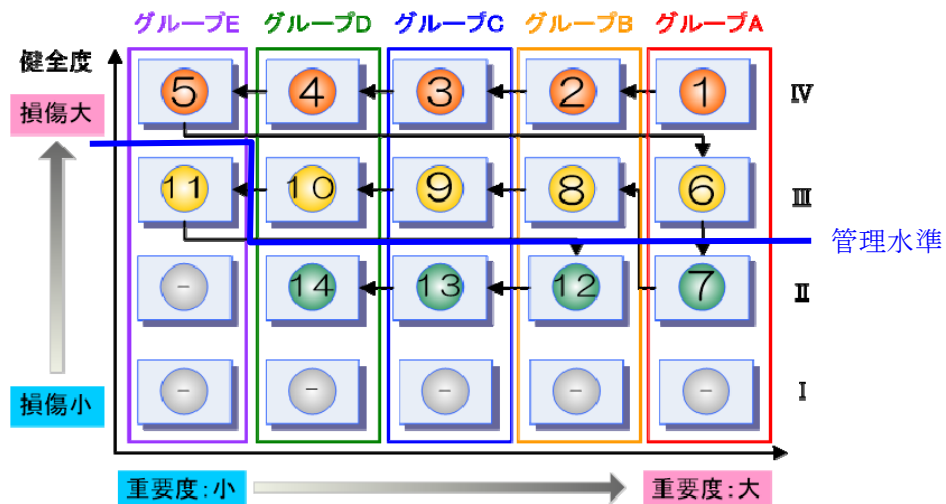 グループE グループD グループC グループB グループA
健全度
損傷大
5 4 3 2 1 Ⅳ
11 10 9 8 6 Ⅲ
管理水準
- 14 13 12 7 Ⅱ
- - - - - Ⅰ
損傷小
重要度:小 重要度:大